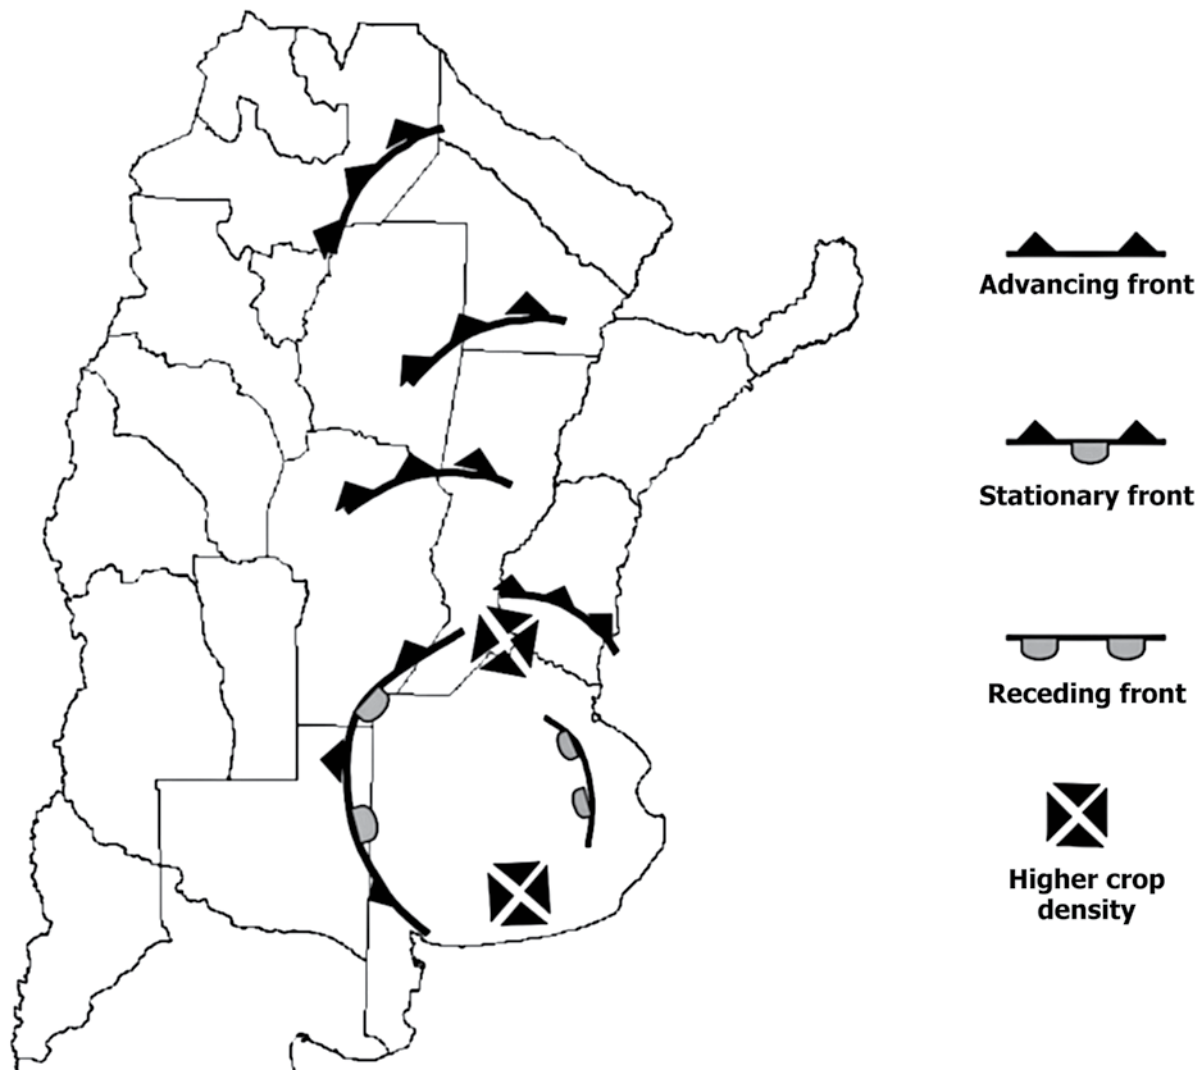 Advancing front
Stationary front
Receding front
Higher crop
density